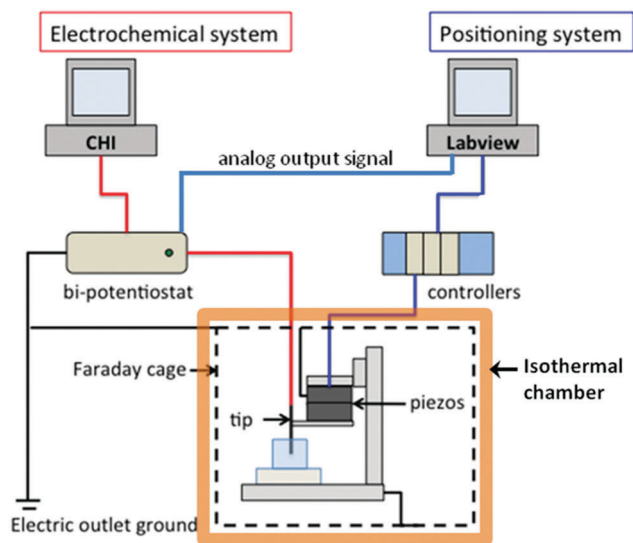 Electrochemical system
Positioning system
CHI
Labview
analog output signal
bi-potentiostat
controllers
Faraday cage
Isothermal
chamber
piezos
tip
Electric outlet ground